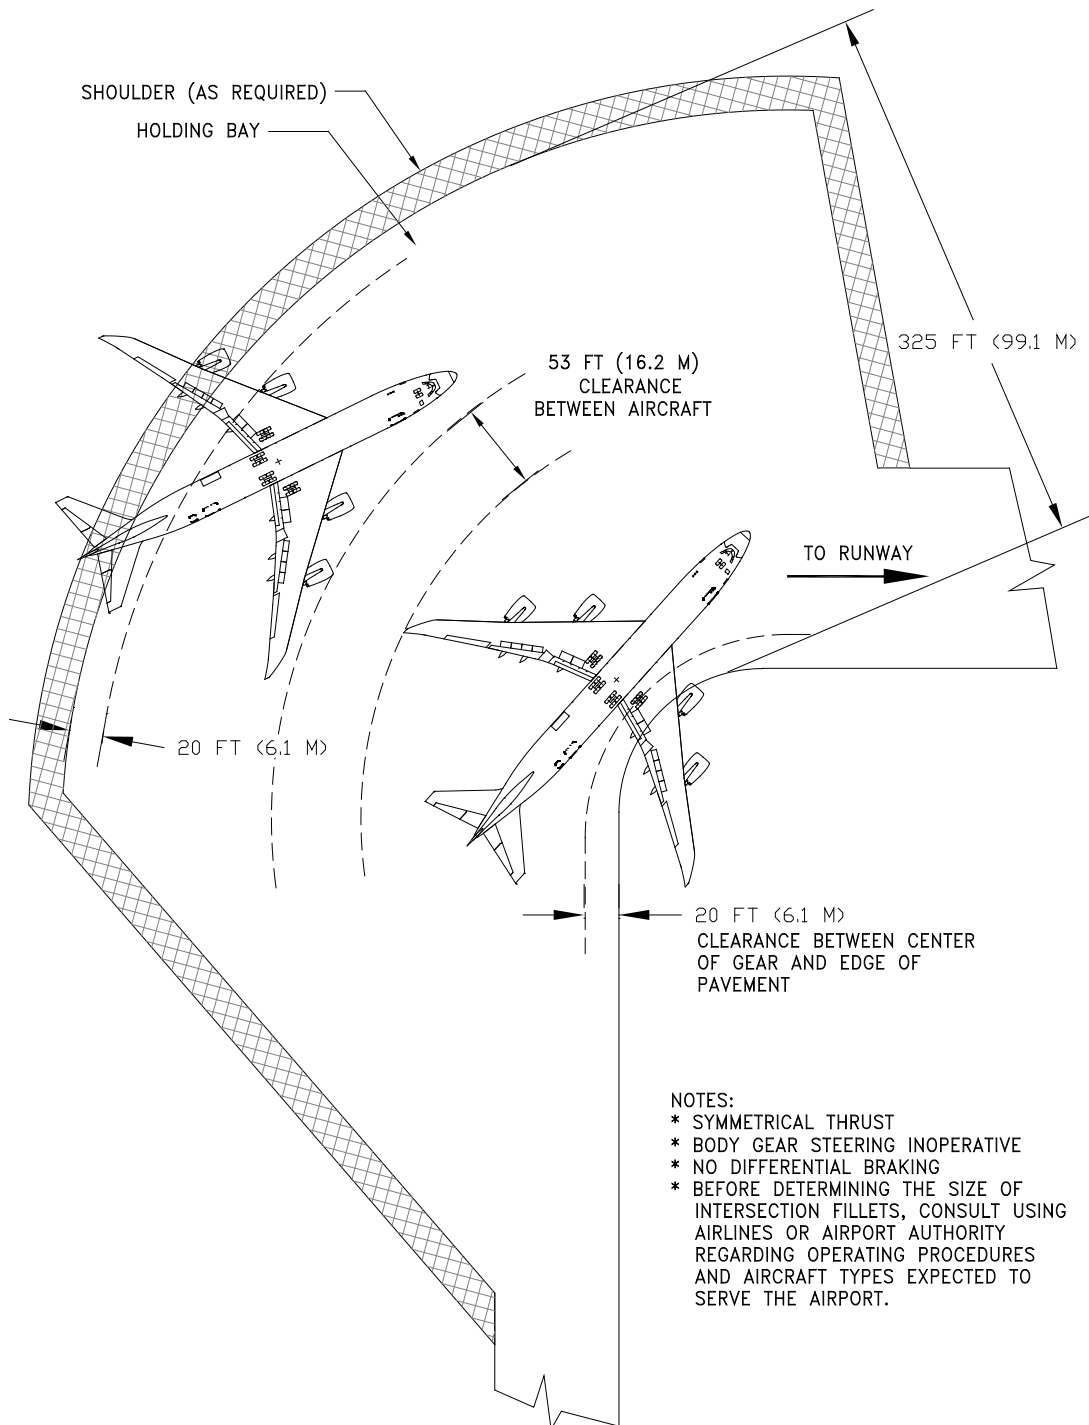 SHOULDER (AS REQUIRED)
HOLDING BAY
325 FT (99.1 M)
53 FT (16.2 M)
CLEARANCE
BETWEEN AIRCRAFT
TO RUNWAY
20 FT (6.1 M)
20 FT (6.1 M)
CLEARANCE BETWEEN CENTER
OF GEAR AND EDGE OF
PAVEMENT
NOTES:
* SYMMETRICAL THRUST
* BODY GEAR STEERING INOPERATIVE
* NO DIFFERENTIAL BRAKING
* BEFORE DETERMINING THE SIZE OF
INTERSECTION FILLETS, CONSULT USING
AIRLINES OR AIRPORT AUTHORITY
REGARDING OPERATING PROCEDURES
AND AIRCRAFT TYPES EXPECTED TO
SERVE THE AIRPORT.